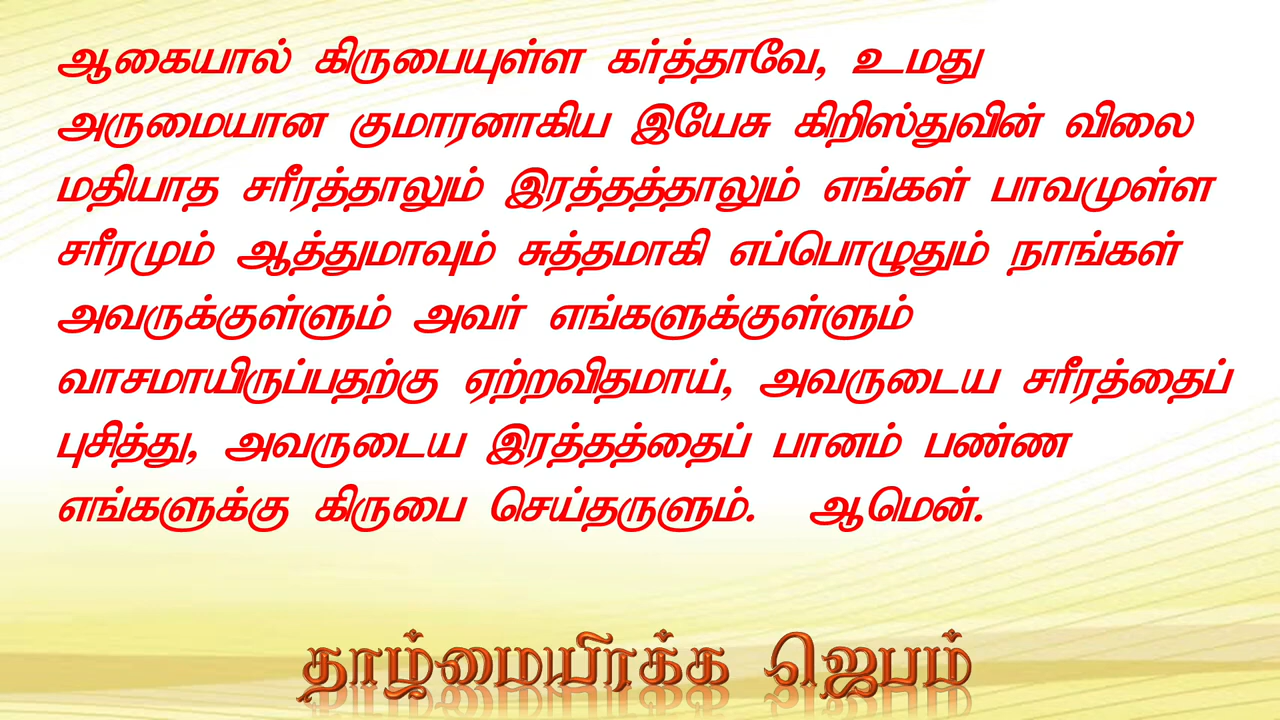 ஆகையால் கிருபையுள்ள கர்த்தாவே, உமது
அருமையான குமாரனாகிய இயேசு கிறிஸ்துவின் விலை
மதியாத சரீரத்தாலும் இரத்தத்தாலும் எங்கள் பாவமுள்ள
சரீரமும் ஆத்துமாவும் சுத்தமாகி எப்பொழுதும் நாங்கள்
அவருக்குள்ளும் அவர் எங்களுக்குள்ளும்
வாசமாயிருப்பதற்கு ஏற்றவிதமாய், அவருடைய சரீரத்தைப்
புசித்து, அவருடைய இரத்தத்தைப் பானம் பண்ண
எங்களுக்கு கிருபை செய்தருளும். ஆமென்.
தாழ்மையிரக்க ஜெபம்